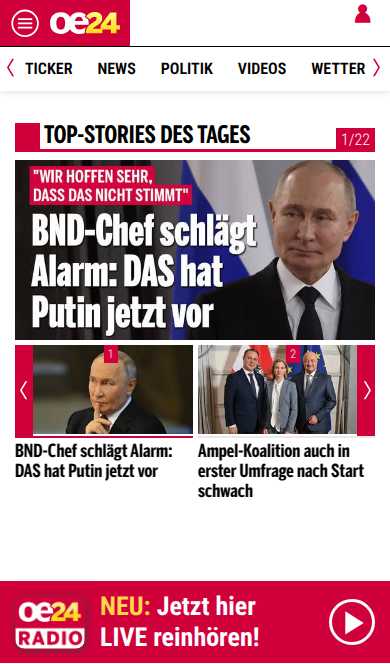 oe24
TICKER NEWS POLITIK VIDEOS WETTER
TOP-STORIES DES TAGES
1/22
"WIR HOFFEN SEHR,
DASS DAS NICHT STIMMT"
BND-Chef schlägt
Alarm: DAS hat
Putin jetzt vor
1
BND-Chef schlägt Alarm:
DAS hat Putin jetzt vor
2
Ampel-Koalition auch in
erster Umfrage nach Start
schwach
oe24
RADIO
NEU: Jetzt hier
LIVE reinhören!